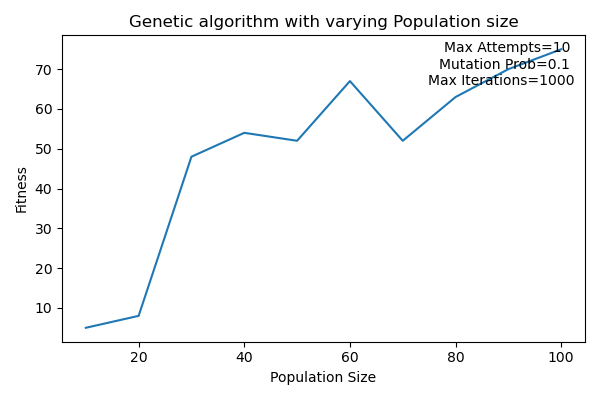 Genetic algorithm with varying Population size
Max Attempts=10
Mutation Prob=0.1
Max Iterations=1000
Fitness
70
60
50
40
30
20
10
20 40 60 80 100
Population Size